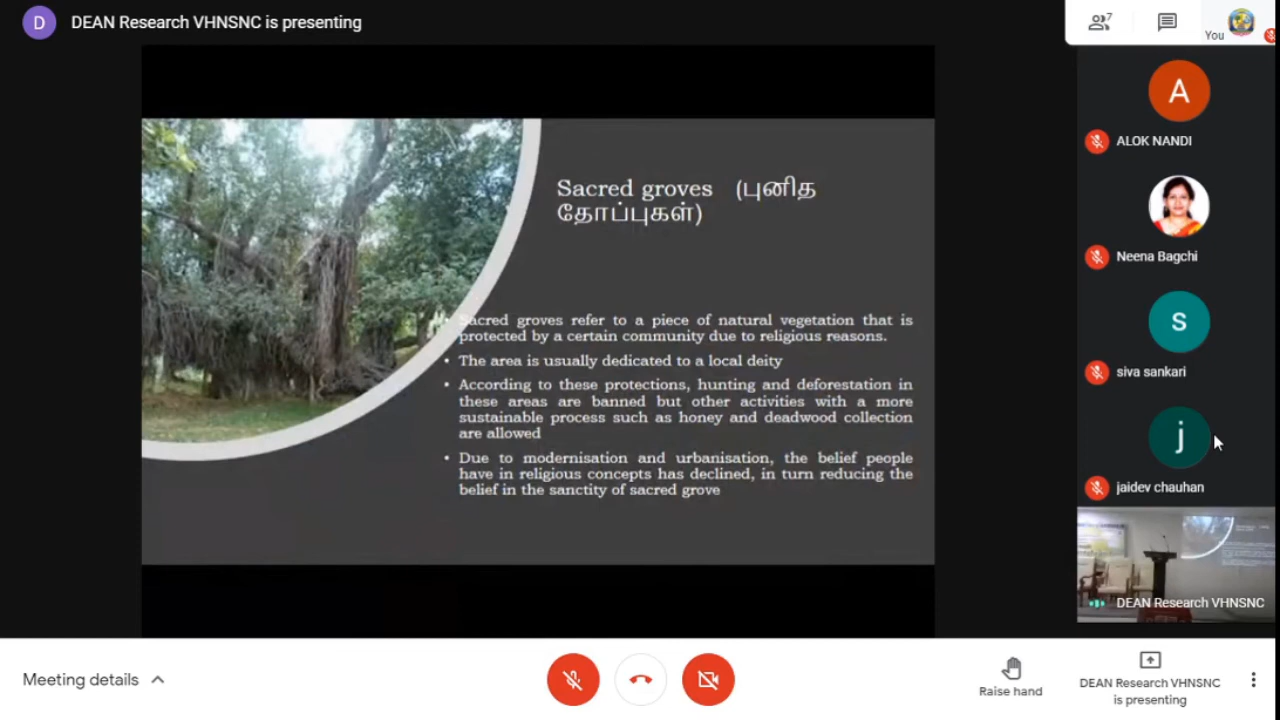 D
DEAN Research VHNSNC is presenting
7
You
Sacred groves (புனித
தோப்புகள்)
• Sacred groves refer to a piece of natural vegetation that is
protected by a certain community due to religious reasons.
• The area is usually dedicated to a local deity
• According to these protections, hunting and deforestation in
these areas are banned but other activities with a more
sustainable process such as honey and deadwood collection
are allowed
• Due to modernisation and urbanisation, the belief people
have in religious concepts has declined, in turn reducing the
belief in the sanctity of sacred grove
A
ALOK NANDI
Neena Bagchi
s
siva sankari
j
jaidev chauhan
DEAN Research VHNSNC
Meeting details
Raise hand
DEAN Research VHNSNC
is presenting